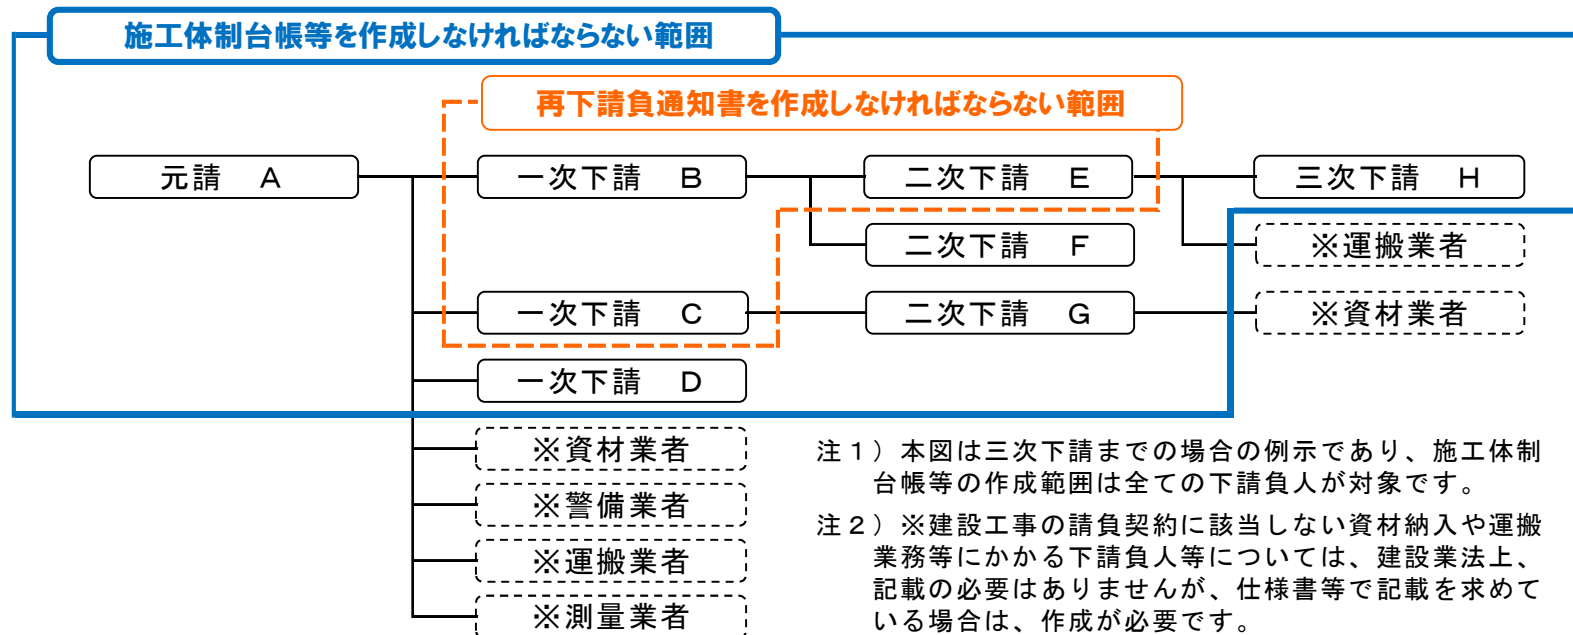 施工体制台帳等を作成しなければならない範囲
再下請負通知書を作成しなければならない範囲
元請　A
一次下請　B
二次下請　E
三次下請　H
二次下請　F
※運搬業者
一次下請　C
二次下請　G
※資材業者
一次下請　D
※資材業者
※警備業者
※運搬業者
※測量業者
注１）本図は三次下請までの場合の例示であり、施工体制
台帳等の作成範囲は全ての下請負人が対象です。
注２）※建設工事の請負契約に該当しない資材納入や運搬
業務等にかかる下請負人等については、建設業法上、
記載の必要はありませんが、仕様書等で記載を求めて
いる場合は、作成が必要です。